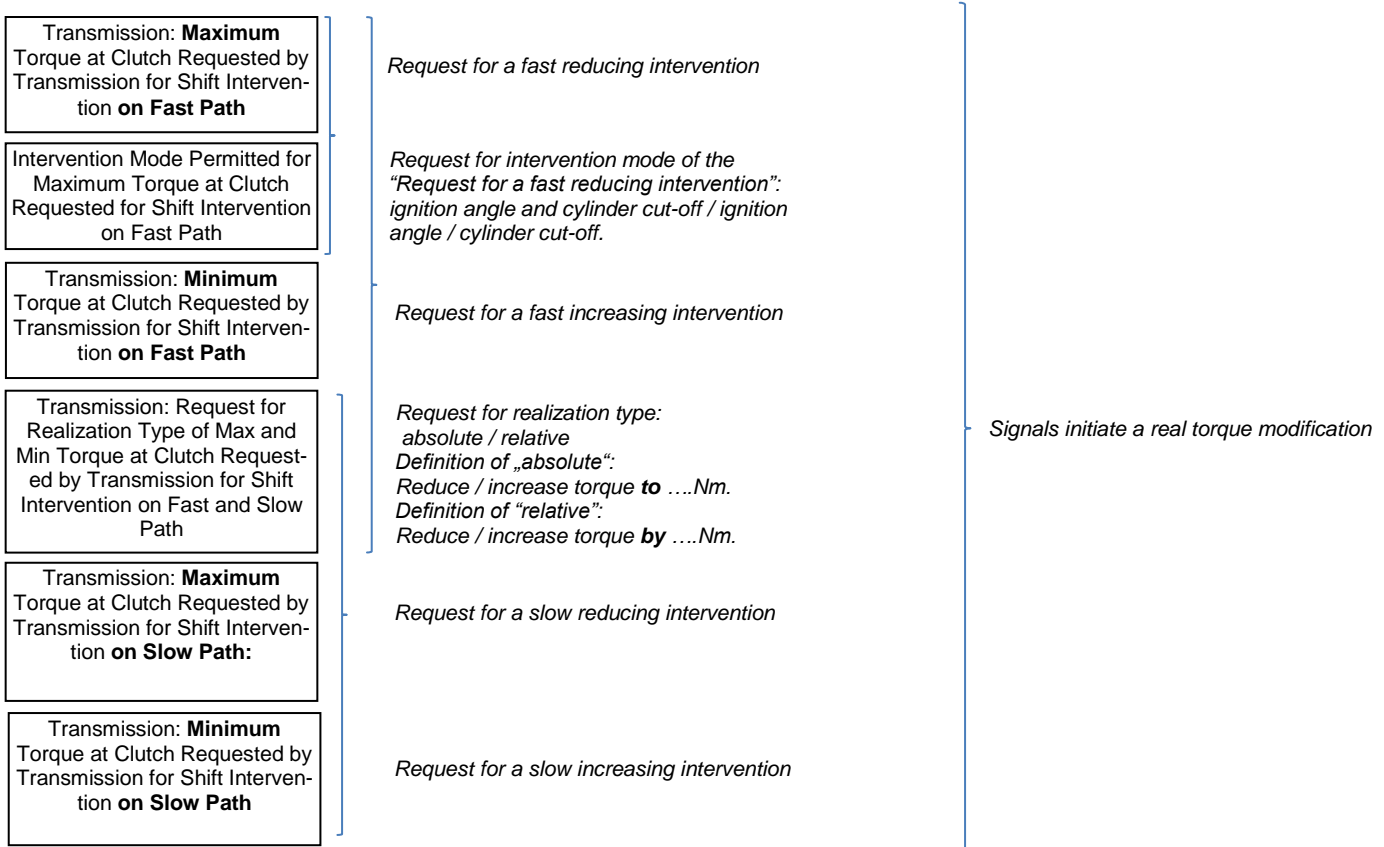 Transmission: Maximum
Torque at Clutch Requested by
Transmission for Shift Interven-
tion on Fast Path
Request for a fast reducing intervention
Intervention Mode Permitted for
Maximum Torque at Clutch
Requested for Shift Intervention
on Fast Path
Request for intervention mode of the
“Request for a fast reducing intervention”:
ignition angle and cylinder cut-off / ignition
angle / cylinder cut-off.
Transmission: Minimum
Torque at Clutch Requested by
Transmission for Shift Interven-
tion on Fast Path
Request for a fast increasing intervention
Transmission: Request for
Realization Type of Max and
Min Torque at Clutch Request-
ed by Transmission for Shift
Intervention on Fast and Slow
Path
Request for realization type:
absolute / relative
Definition of „absolute“:
Reduce / increase torque to ….Nm.
Definition of “relative”:
Reduce / increase torque by ….Nm.
Signals initiate a real torque modification
Transmission: Maximum
Torque at Clutch Requested by
Transmission for Shift Interven-
tion on Slow Path:
Request for a slow reducing intervention
Transmission: Minimum
Torque at Clutch Requested by
Transmission for Shift Interven-
tion on Slow Path
Request for a slow increasing intervention